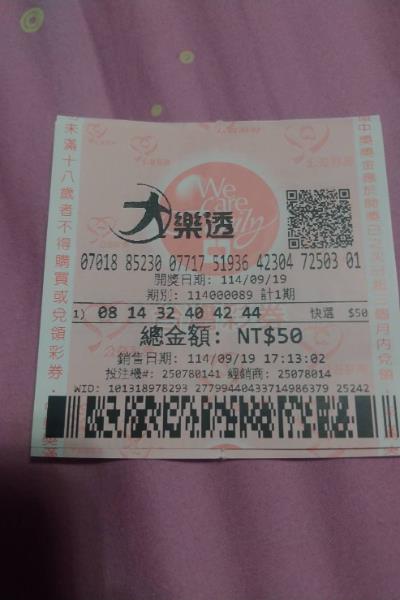 We
Care
大樂透
07018 85230 07717 51936 42304 72503 01
開獎日期: 114/09/19
期別: 114000089 計1期
1) 08 14 32 40 42 44 快選 $50
總金額: NT$50
銷售日期: 114/09/19 17:13:02
投注機#: 250780141 經銷商: 25078014
WID: 101318978293 27799440433714986379 25242
未滿十八歲者不得購買或兌領彩券